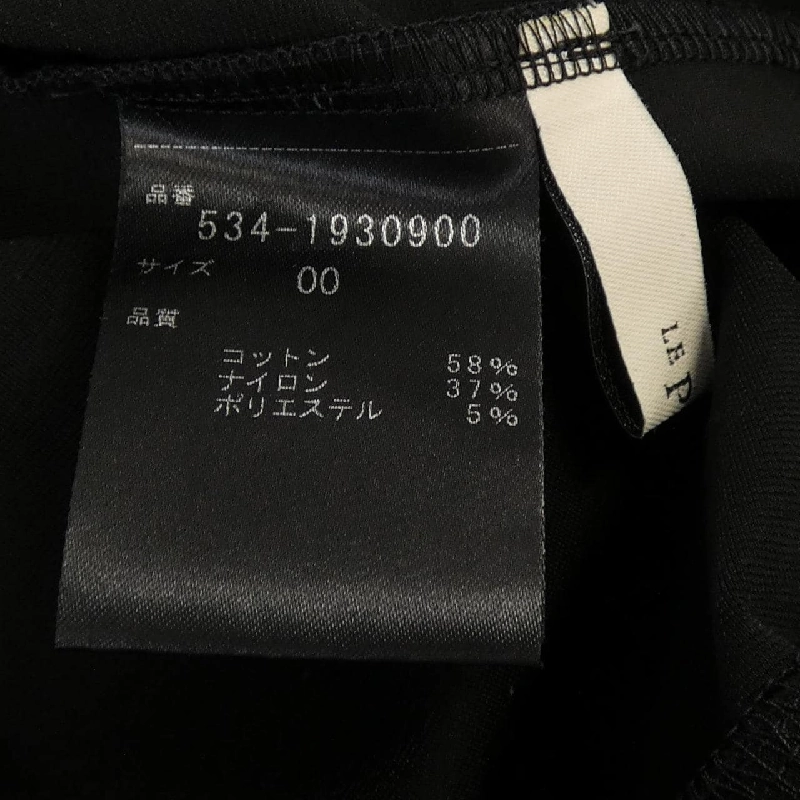 品番
534-1930900
サイズ 00
品質
コットン 58%
ナイロン 37%
ポリエステル 5%
LE P